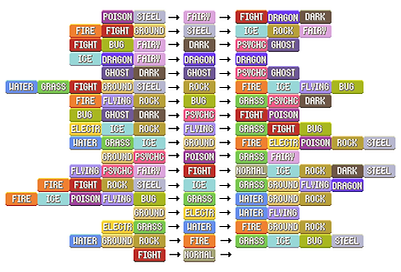 POISON STEEL → FAIRY → FIGHT DRAGON DARK
FIRE FIGHT GROUND → STEEL → ICE ROCK FAIRY
FIGHT BUG FAIRY → DARK → PSYCHC GHOST
ICE DRAGON FAIRY → DRAGON → DRAGON
GHOST DARK → GHOST → PSYCHC GHOST
WATER GRASS FIGHT GROUND STEEL → ROCK → FIRE ICE FLYING BUG
FIRE FLYING ROCK → BUG → GRASS PSYCHC DARK
BUG GHOST DARK → PSYCHC → FIGHT POISON
ELECTR ICE ROCK → FLYING → GRASS FIGHT BUG
WATER GRASS ICE → GROUND → FIRE ELECTR POISON ROCK STEEL
GROUND PSYCHC → POISON → GRASS FAIRY
FLYING PSYCHC FAIRY → FIGHT → NORMAL ICE ROCK DARK STEEL
FIRE FIGHT ROCK STEEL → ICE → GRASS GROUND FLYING DRAGON
FIRE ICE POISON FLYING BUG → GRASS → WATER GROUND ROCK
GROUND → ELECTR → WATER FLYING
ELECTR GRASS → WATER → FIRE GROUND ROCK
WATER GROUND ROCK → FIRE → GRASS ICE BUG STEEL
FIGHT → NORMAL →